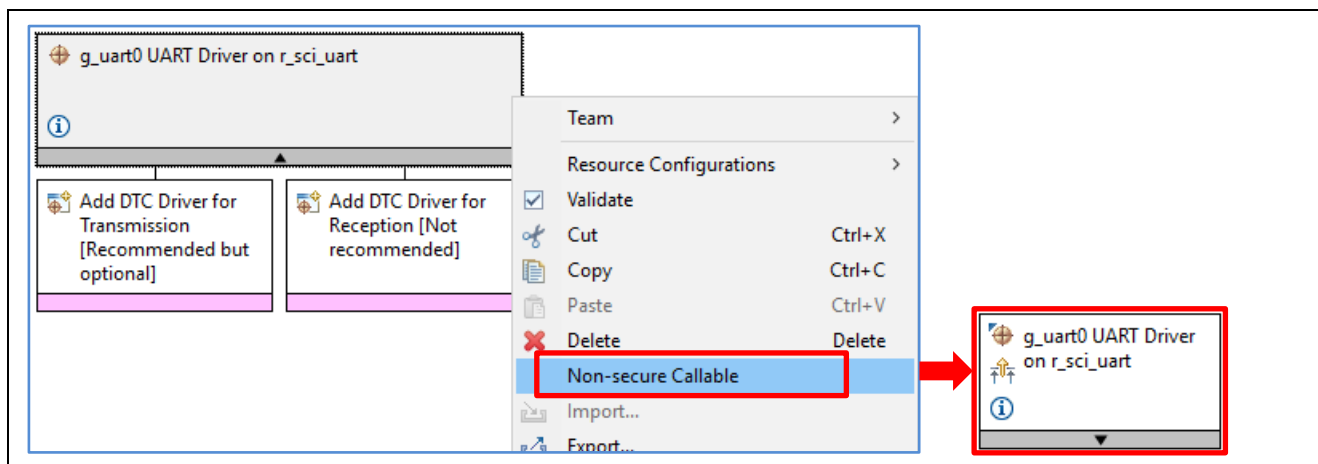 g_uart0 UART Driver on r_sci_uart
Add DTC Driver for
Transmission
[Recommended but
optional]
Add DTC Driver for
Reception [Not
recommended]
Team >
Resource Configurations >
Validate
Cut Ctrl+X
Copy Ctrl+C
Paste Ctrl+V
Delete Delete
Non-secure Callable
Import...
Export...
g_uart0 UART Driver
on r_sci_uart